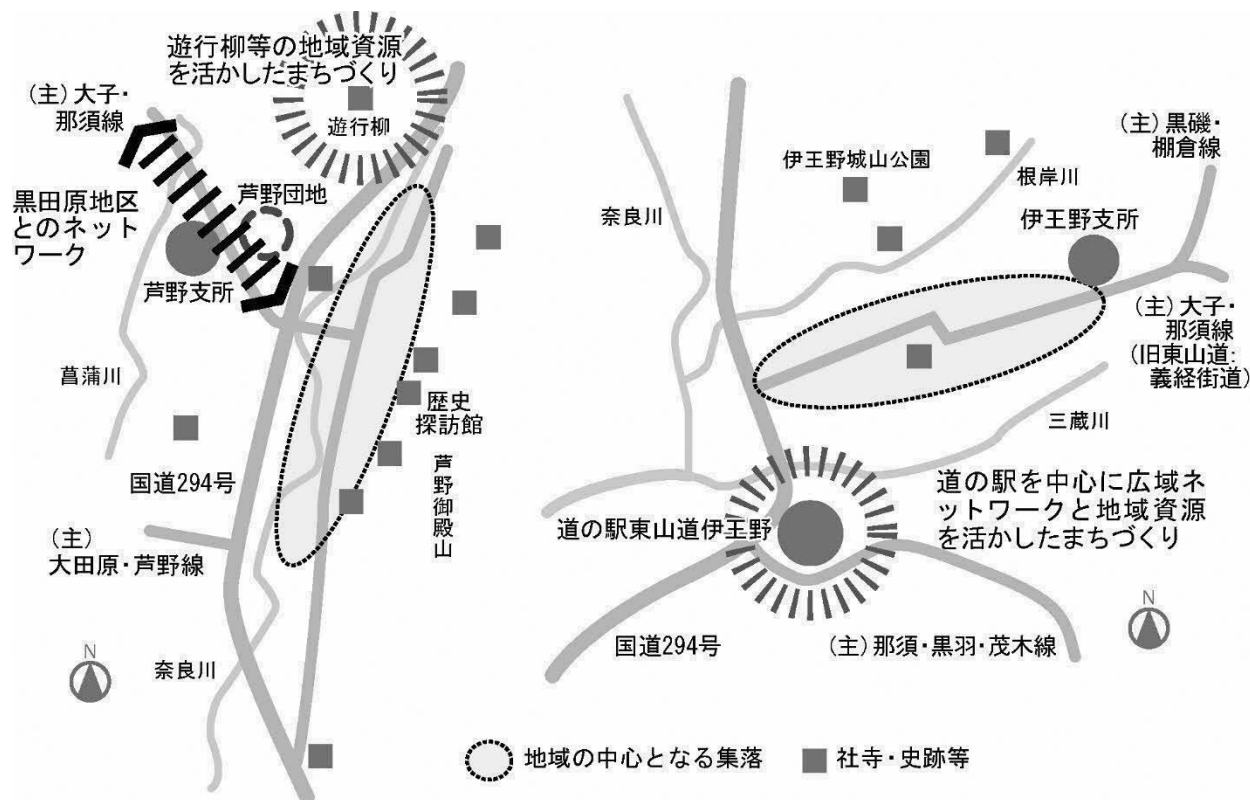 遊行柳等の地域資源
を活かしたまちづくり
(主)大子・
那須線
遊行柳
芦野団地
黒田原地区
とのネット
ワーク
芦野支所
菖蒲川
歴史
探訪館
芦野御殿山
国道294号
(主)
大田原・芦野線
N
奈良川
伊王野城山公園
奈良川
根岸川
(主)黒磯・
棚倉線
伊王野支所
(主)大子・
那須線
(旧東山道:
義経街道)
三蔵川
道の駅東山道伊王野
道の駅を中心に広域ネ
ットワークと地域資源
を活かしたまちづくり
国道294号
(主)那須・黒羽・茂木線
N
地域の中心となる集落
社寺・史跡等